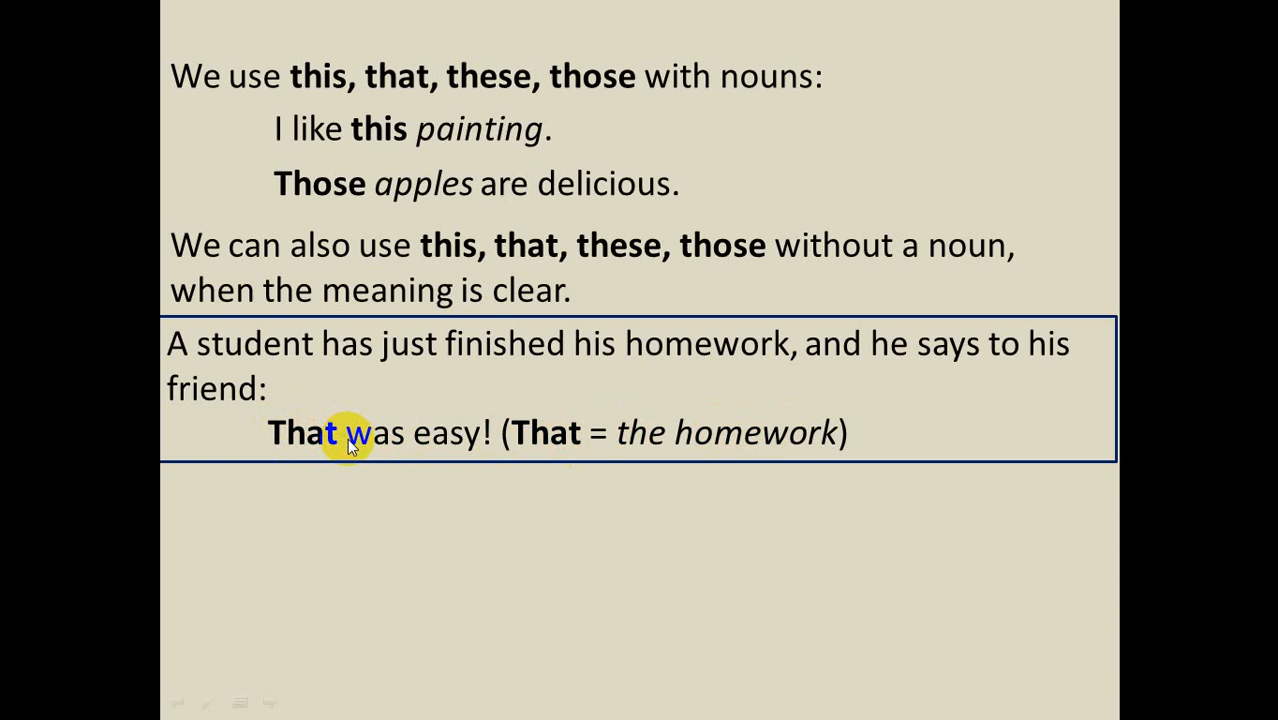 We use this, that, these, those with nouns:
I like this painting.
Those apples are delicious.
We can also use this, that, these, those without a noun,
when the meaning is clear.
A student has just finished his homework, and he says to his
friend:
That was easy! (That = the homework)